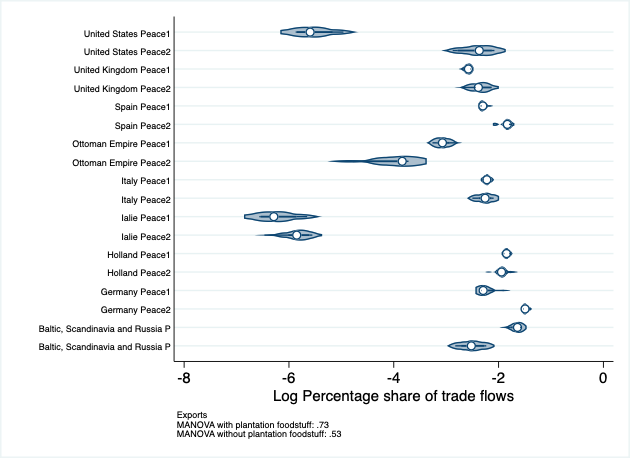 United States Peace1
United States Peace2
United Kingdom Peace1
United Kingdom Peace2
Spain Peace1
Spain Peace2
Ottoman Empire Peace1
Ottoman Empire Peace2
Italy Peace1
Italy Peace2
Ialie Peace1
Ialie Peace2
Holland Peace1
Holland Peace2
Germany Peace1
Germany Peace2
Baltic, Scandinavia and Russia P
Baltic, Scandinavia and Russia P
-8 -6 -4 -2 0
Log Percentage share of trade flows
Exports
MANOVA with plantation foodstuff: .73
MANOVA without plantation foodstuff: .53